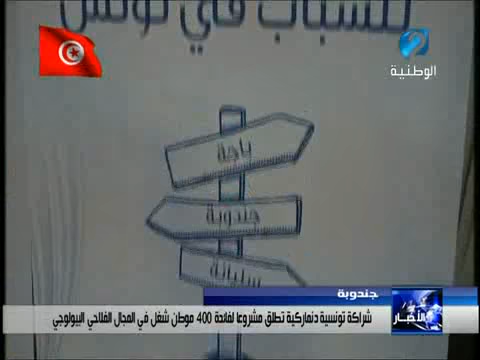 للشباب في تونس
الوطنية
باجة
جندوبة
سليانة
جندوبة
الأخبار
شراكة تونسية دنماركية تطلق مشروعا لفائدة 400 موطن شغل في المجال الفلاحي البيولوجي